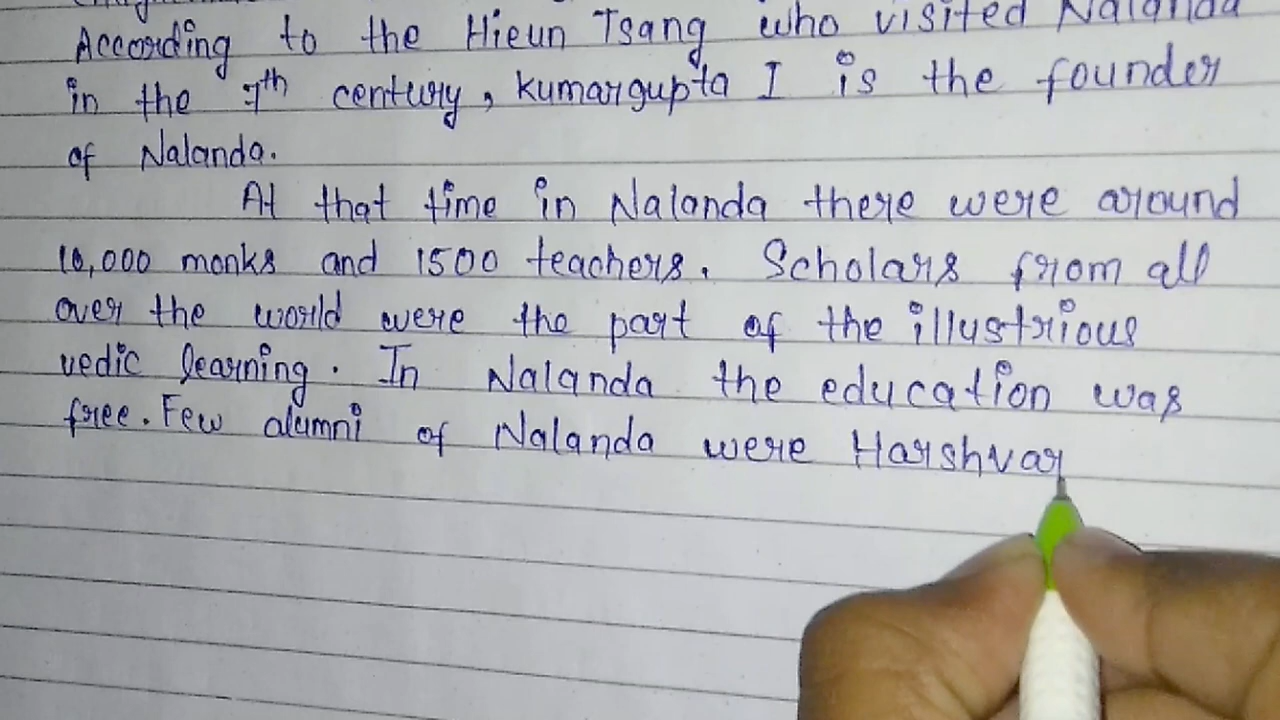 According to the Hieun Tsang who visited Nalanda
in the 7th century, Kumargupta I is the founder
of Nalanda.
At that time in Nalanda there were around
10,000 monks and 1500 teachers. Scholars from all
over the world were the part of the illustrious
vedic learning. In Nalanda the education was
free. Few alumni of Nalanda were Harshvar